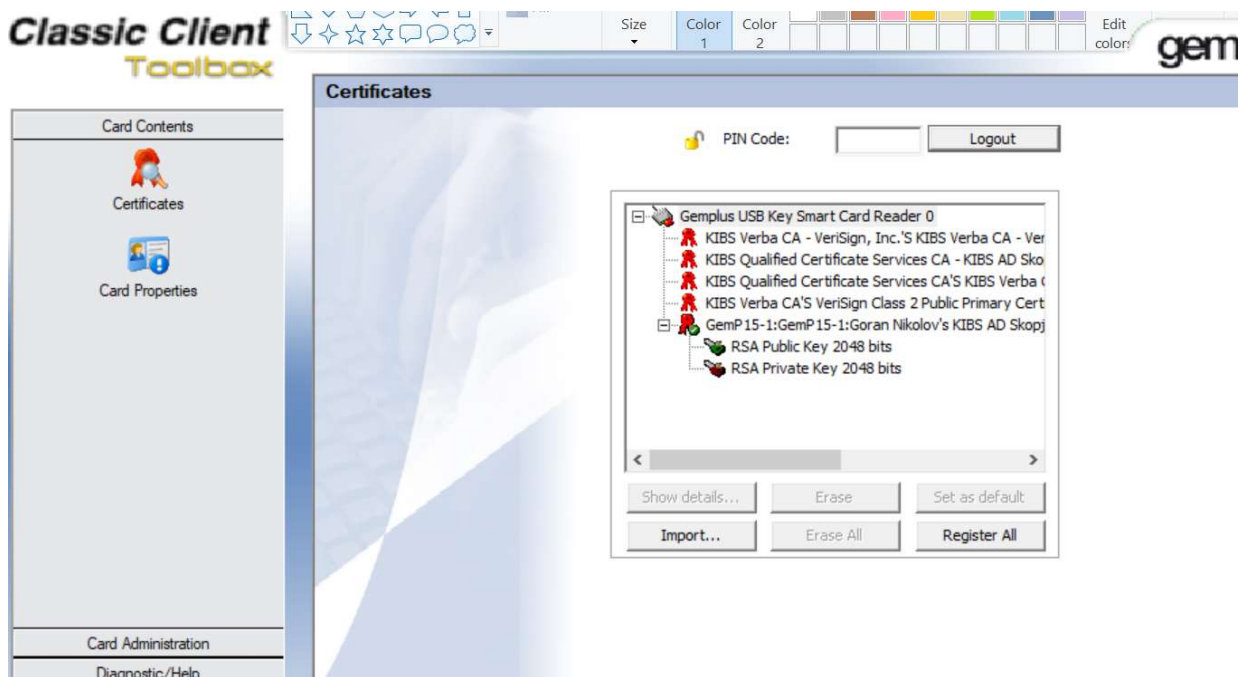 Classic Client
Toolbox
Size
Color
1
Color
2
Edit
colors
gem
Certificates
Card Contents
Certificates
Card Properties
PIN Code:
Logout
Gemplus USB Key Smart Card Reader 0
KIBS Verba CA - VeriSign, Inc.'S KIBS Verba CA - Ver
KIBS Qualified Certificate Services CA - KIBS AD Sko
KIBS Qualified Certificate Services CA'S KIBS Verba
KIBS Verba CA'S VeriSign Class 2 Public Primary Cert
GemP15-1:GemP15-1:Goran Nikolov's KIBS AD Skopj
RSA Public Key 2048 bits
RSA Private Key 2048 bits
Show details...
Erase
Set as default
Import...
Erase All
Register All
Card Administration
Diagnostic/Help